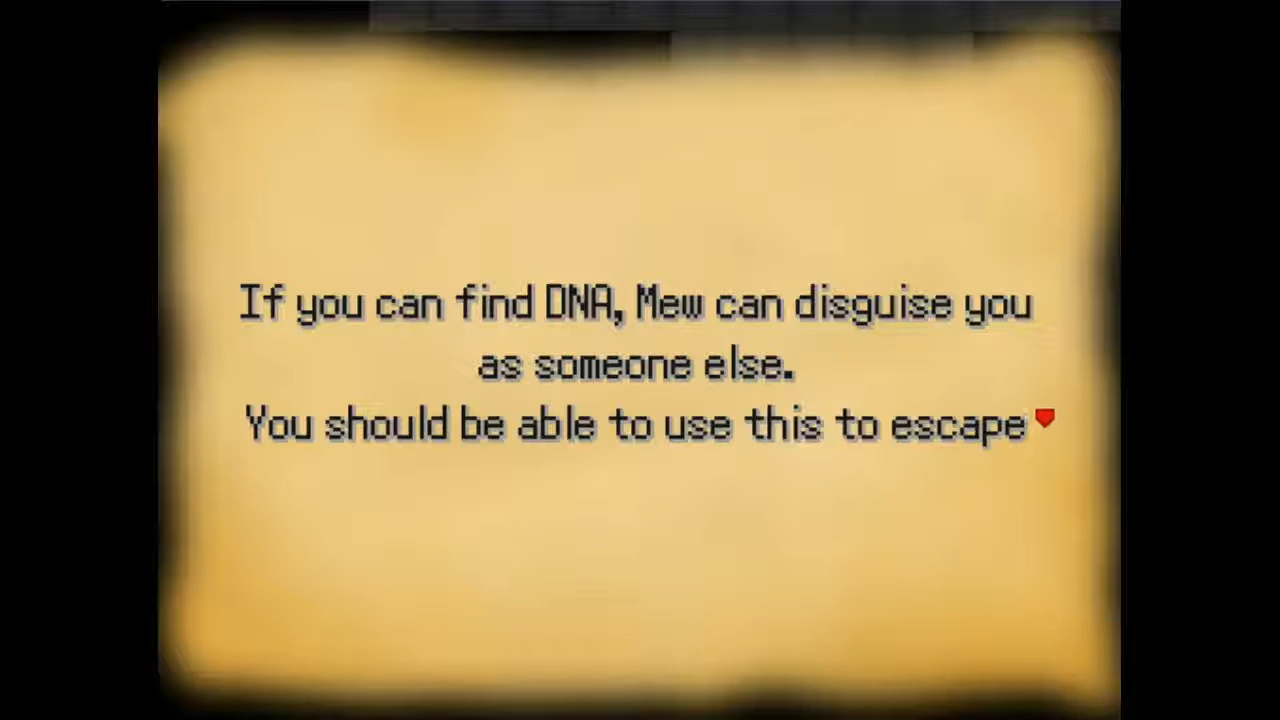 If you can find DNA, Mew can disguise you
as someone else.
You should be able to use this to escape